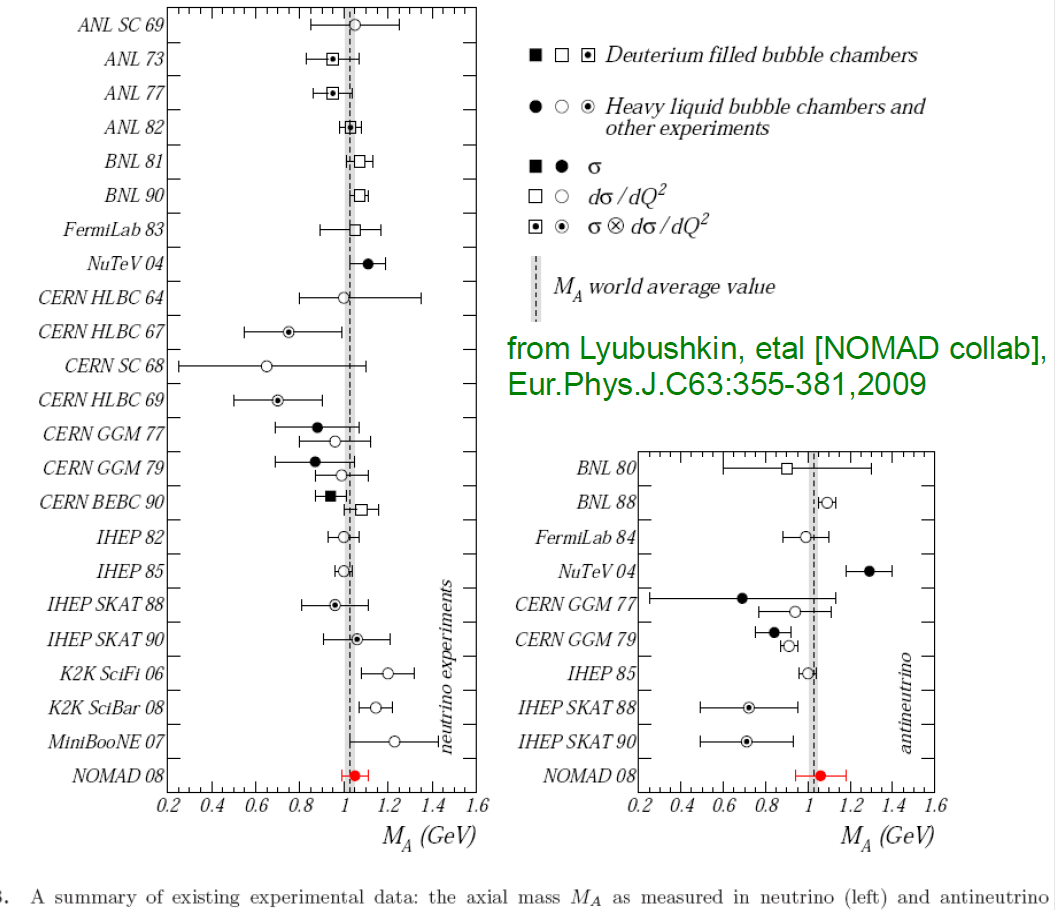 ANL SC 69
ANL 73
ANL 77
ANL 82
BNL 81
BNL 90
FermiLab 83
NuTeV 04
CERN HLBC 64
CERN HLBC 67
CERN SC 68
CERN HLBC 69
CERN GGM 77
CERN GGM 79
CERN BEBC 90
IHEP 82
IHEP 85
IHEP SKAT 88
IHEP SKAT 90
K2K SciFi 06
K2K SciBar 08
MiniBooNE 07
NOMAD 08
neutrino experiments
0.2 0.4 0.6 0.8 1 1.2 1.4 1.6
M_A (GeV)
Deuterium filled bubble chambers
Heavy liquid bubble chambers and
other experiments
σ
dσ/dQ²
σ ⊗ dσ/dQ²
M_A world average value
from Lyubushkin, etal [NOMAD collab],
Eur.Phys.J.C63:355-381,2009
BNL 80
BNL 88
FermiLab 84
NuTeV 04
CERN GGM 77
CERN GGM 79
IHEP 85
IHEP SKAT 88
IHEP SKAT 90
NOMAD 08
antineutrino
0.2 0.4 0.6 0.8 1 1.2 1.4 1.6
M_A (GeV)
. A summary of existing experimental data: the axial mass M_A as measured in neutrino (left) and antineutrino